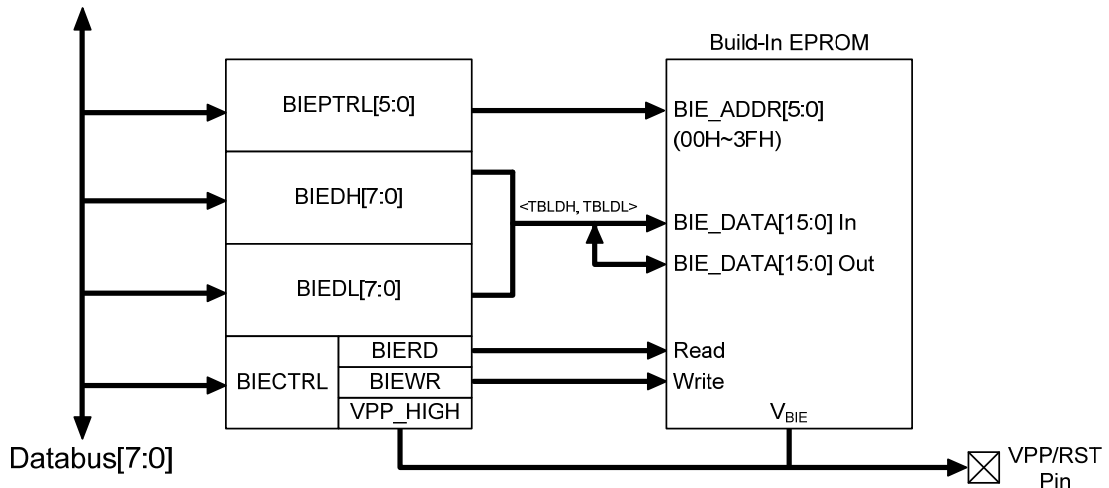 Build-In EPROM
BIEPTRL[5:0]
BIE_ADDR[5:0]
(00H~3FH)
BIEDH[7:0]
<TBLDH, TBLDL>
BIE_DATA[15:0] In
BIE_DATA[15:0] Out
BIEDL[7:0]
BIERD
Read
BIECTRL
BIEWR
Write
VPP_HIGH
VBIE
Databus[7:0]
VPP/RST
Pin